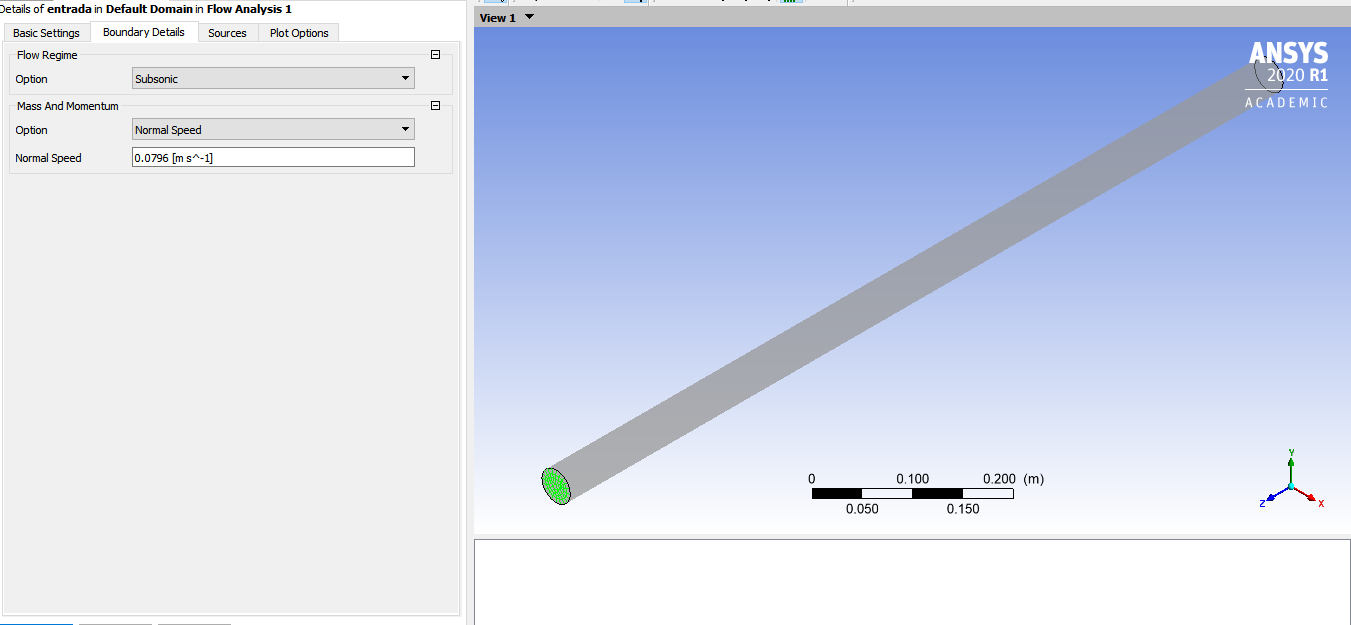 Details of entrada in Default Domain in Flow Analysis 1
Basic Settings Boundary Details Sources Plot Options
Flow Regime
Option Subsonic
Mass And Momentum
Option Normal Speed
Normal Speed 0.0796 [m s^-1]
View 1
ANSYS
2020 R1
ACADEMIC
0 0.100 0.200 (m)
0.050 0.150
Y
Z X